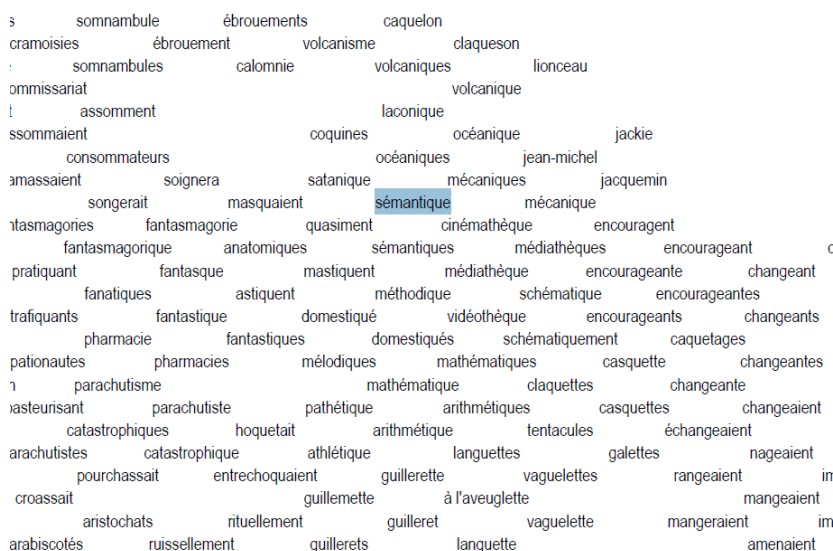 somnambule ébrouements caquelon
cramoisies ébrouement volcanisme claqueson
somnambules calomnie volcaniques lionceau
ommissariat volcanique
assomment laconique
ssommaient coquines océanique jackie
consommateurs océaniques jean-michel
amassaient soignera satanique mécaniques jacquemin
songerait masquaient sémantique mécanique
ntasmagories fantasmagorie quasiment cinémathèque encouragent
fantasmagorique anatomiques sémantiques médiathèques encourageant
pratiquant fantasque mastiquent médiathèque encourageante changeant
fanatiques astiquent méthodique schématique encourageantes
trafiquants fantastique domestiqué vidéothèque encourageants changeants
pharmacie fantastiques domestiqués schématiquement caquetages
pationautes pharmacies mélodiques mathématiques casquette changeantes
parachutisme mathématique claquettes changeante
pasteurisant parachutiste pathétique arithmétiques casquettes changeaient
catastrophiques hoquetait arithmétique tentacules échangeaient
arachutistes catastrophique athlétique languettes galettes nageaient
pourchassait entrechoquaient guillerette vaguelettes rangeaient im
croassait guillemette à l'aveuglette mangeaient
aristochats rituellement guilleret vaguelette mangeraient im
arabiscotés ruissellement guillerets languette amenaient